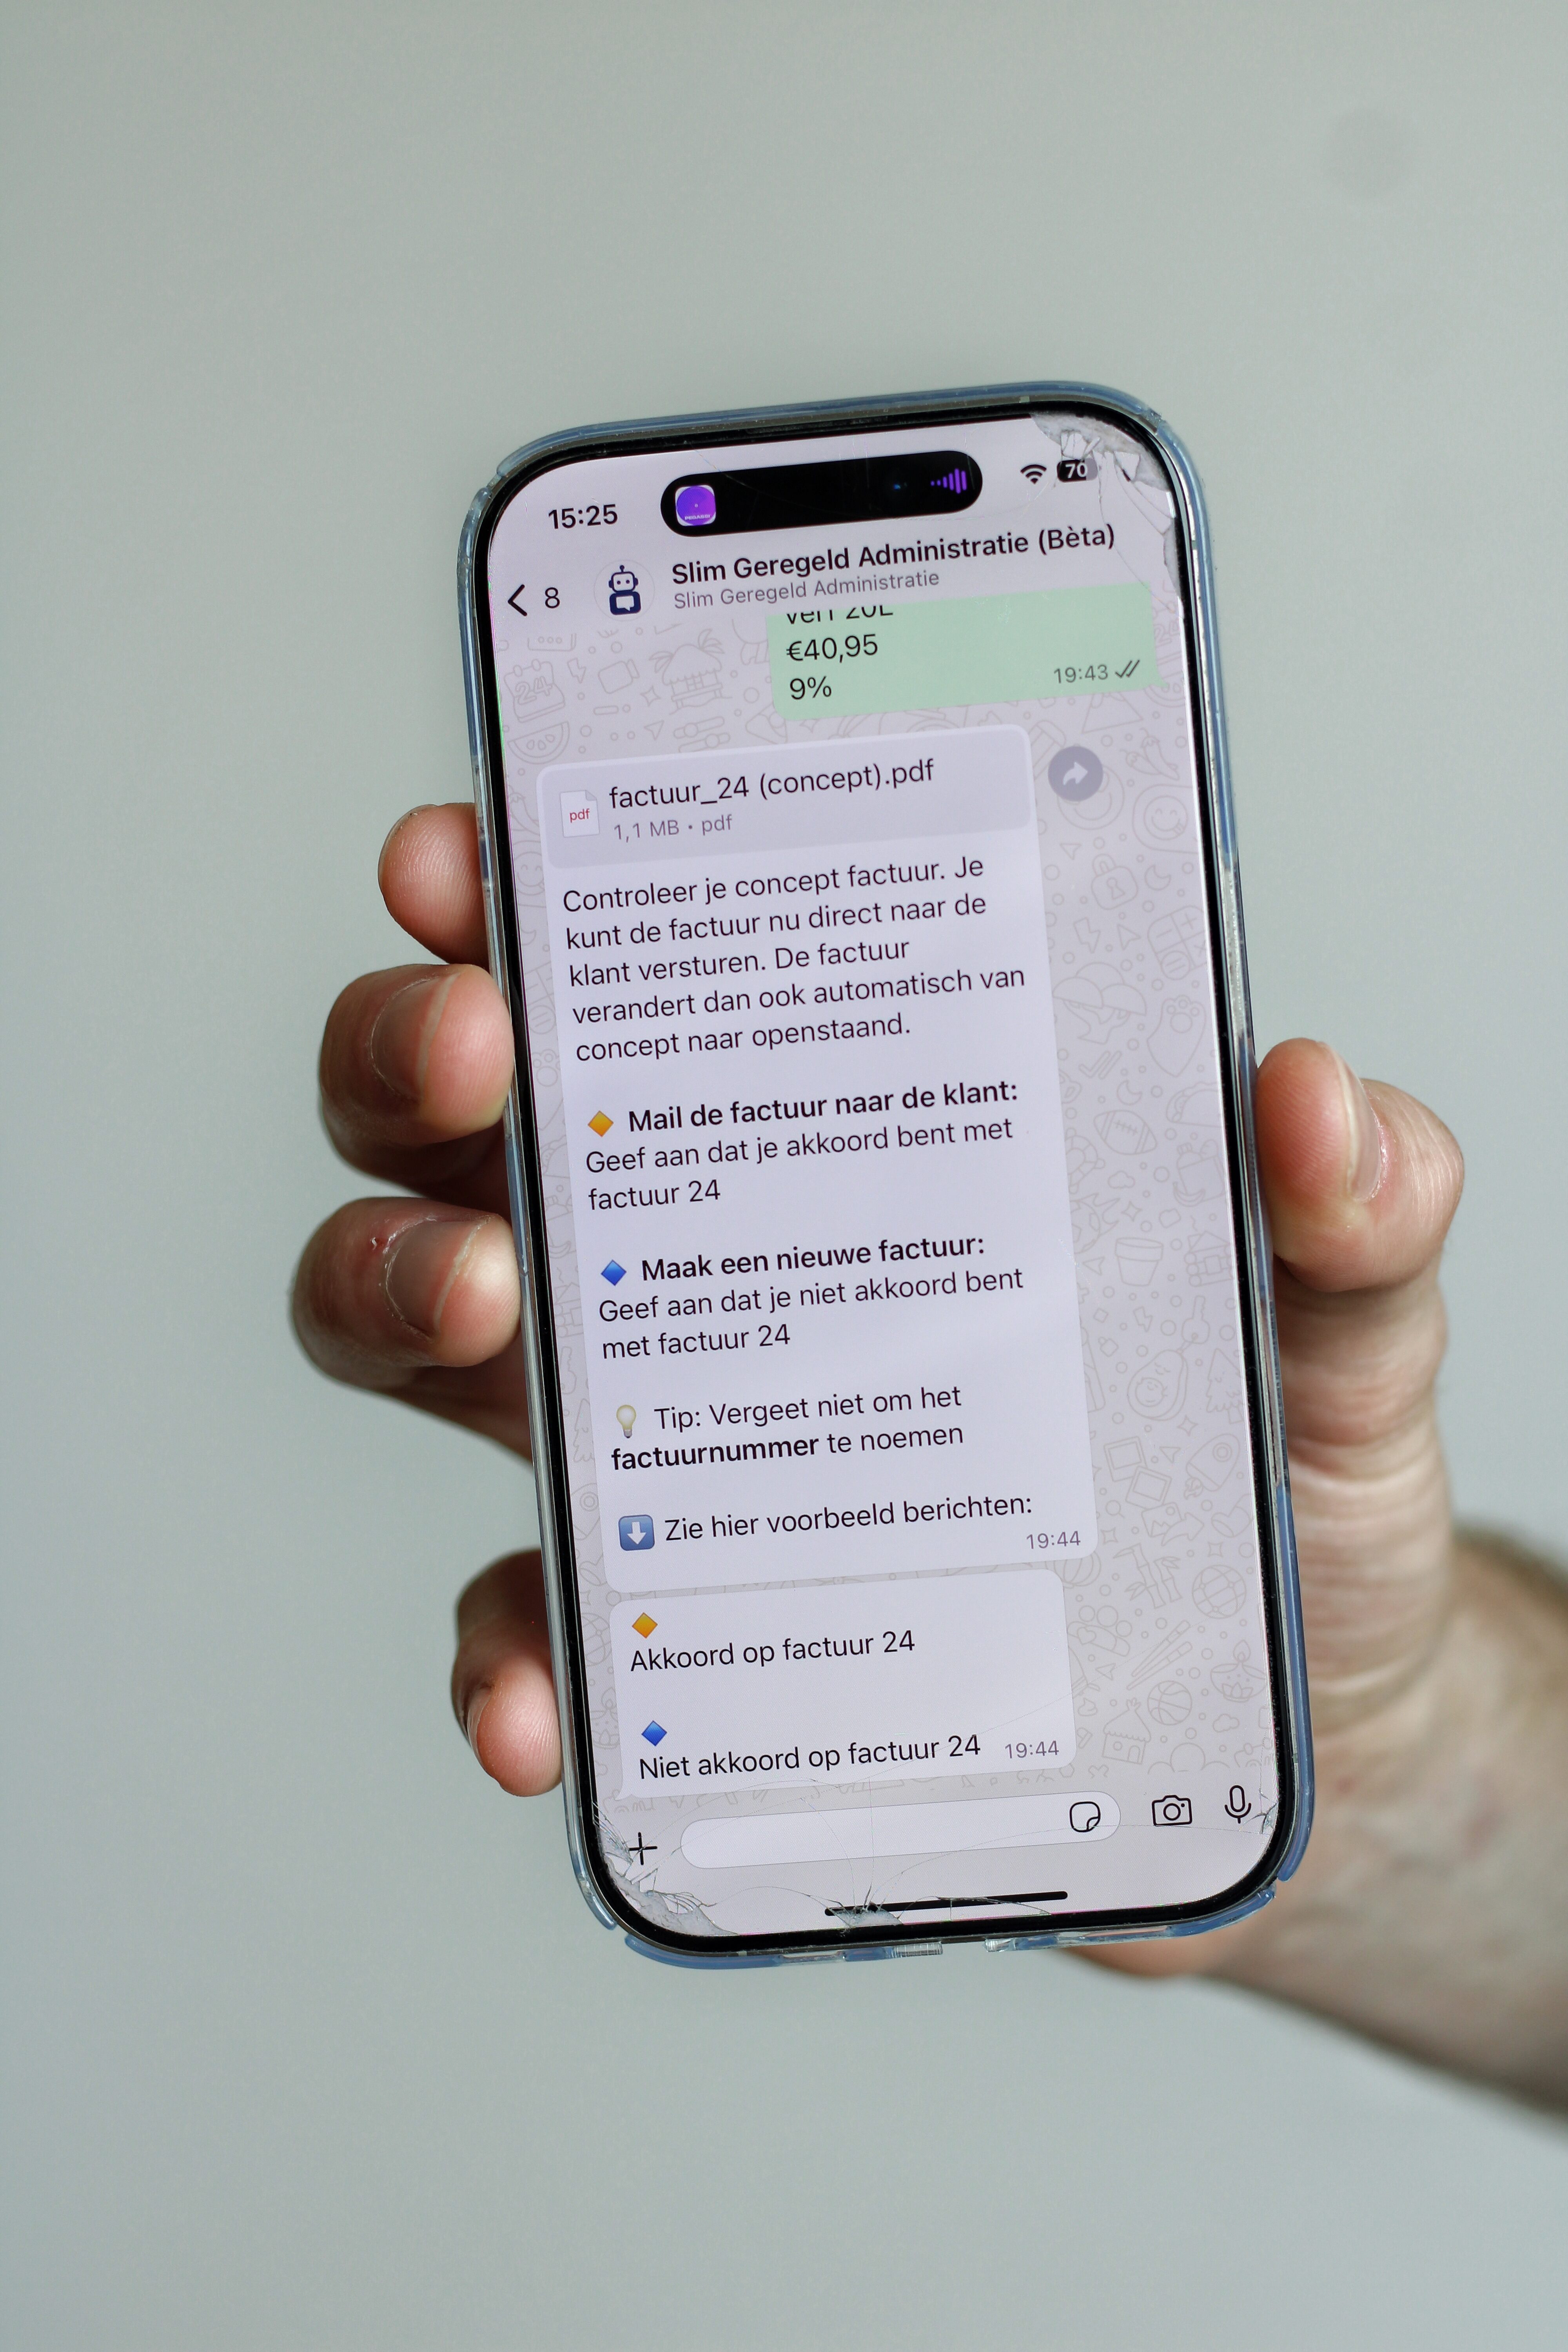 15:25
70
8
Slim Geregeld Administratie (Bèta)
Slim Geregeld Administratie
verf 20L
€40,95
9%
19:43
pdf
factuur_24 (concept).pdf
1,1 MB • pdf
Controleer je concept factuur. Je
kunt de factuur nu direct naar de
klant versturen. De factuur
verandert dan ook automatisch van
concept naar openstaand.
🔶 Mail de factuur naar de klant:
Geef aan dat je akkoord bent met
factuur 24
🔷 Maak een nieuwe factuur:
Geef aan dat je niet akkoord bent
met factuur 24
💡 Tip: Vergeet niet om het
factuurnummer te noemen
⬇️ Zie hier voorbeeld berichten:
19:44
🔶
Akkoord op factuur 24
🔷
Niet akkoord op factuur 24
19:44